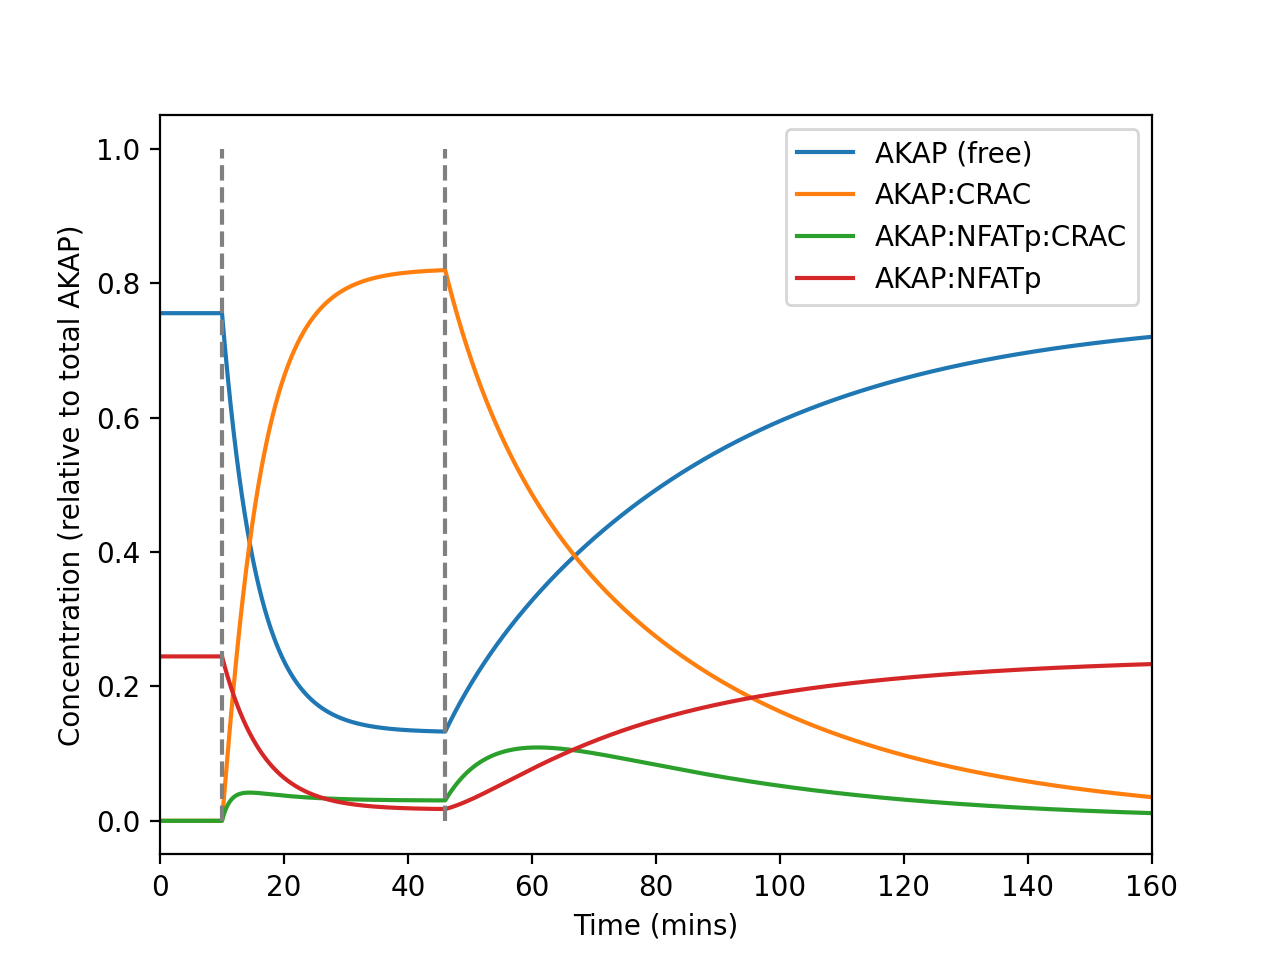 1.0
0.8
0.6
0.4
0.2
0.0
Concentration (relative to total AKAP)
AKAP (free)
AKAP:CRAC
AKAP:NFATp:CRAC
AKAP:NFATp
0 20 40 60 80 100 120 140 160
Time (mins)